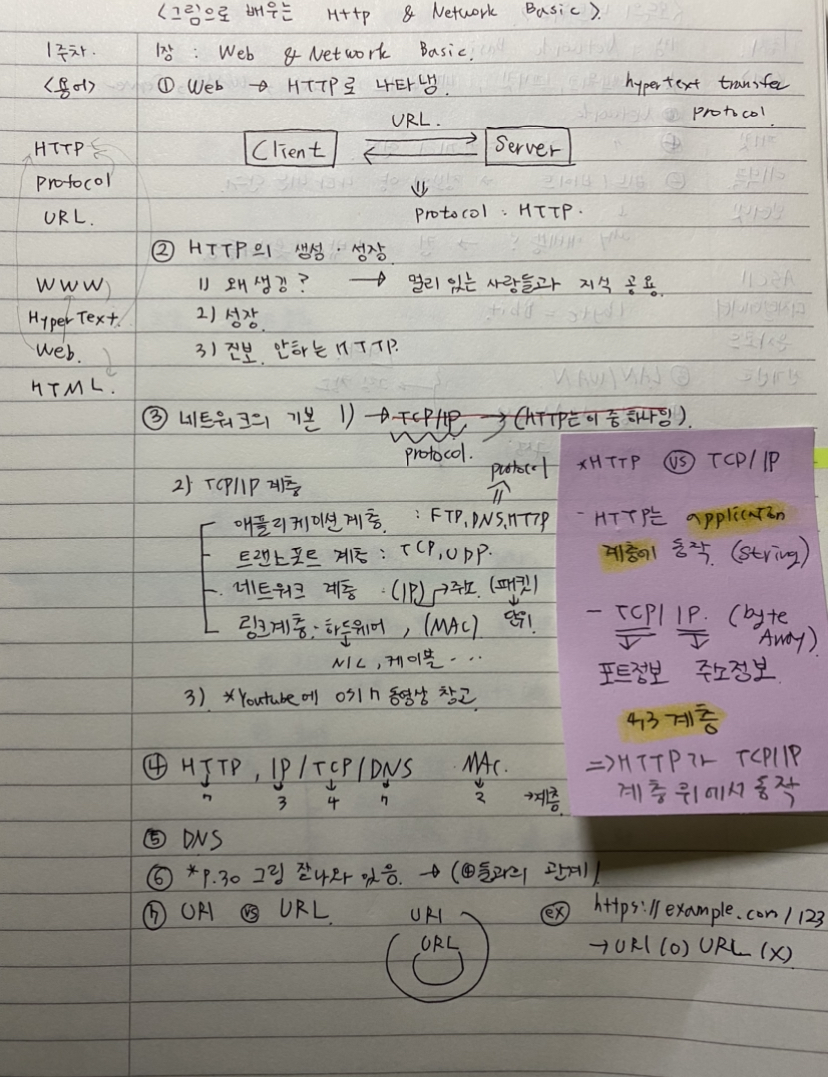 <그림으로 배우는 Http & Network Basic>.
1주차. 1장 : Web & Network Basic.
<용어> ① Web → HTTP로 나타냄. hypertext transfer protocol.
HTTP
protocol
URL.
WWW
HyperText.
Web.
HTML.
URL.
Client Server
⇓
protocol : HTTP.
② HTTP의 생성·성장
1) 왜 생김? → 멀리 있는 사람들과 지식 공용.
2) 성장
3) 진보 안하는 HTTP.
③ 네트워크의 기본 1) → TCP/IP → (HTTP는 이 중 하나임).
protocol.
2) TCP/IP 계층
protocol
애플리케이션 계층 : FTP, DNS, HTTP
트랜스포트 계층 : TCP, UDP.
네트워크 계층 : (IP) → 주소. (패킷)
단위
링크계층 · 하드웨어, (MAC)
NIC, 케이블 · · ·
3) *Youtube에 OSI 7 동영상 참고
④ HTTP, IP / TCP / DNS MAC.
7 3 4 7 2 → 계층
⑤ DNS
⑥ *P.30 그림 잘나와 있음. → (④들과의 관계)
⑦ URI vs URL.
URI
URL
ex https://example.com/123
→ URI (O) URL (X)
*HTTP vs TCP/IP
- HTTP는 application
계층에 동작. (String)
- TCP/ IP. (byte
Array)
포트정보 주소정보
4,3 계층
⇒ HTTP가 TCP/IP
계층 위에서 동작